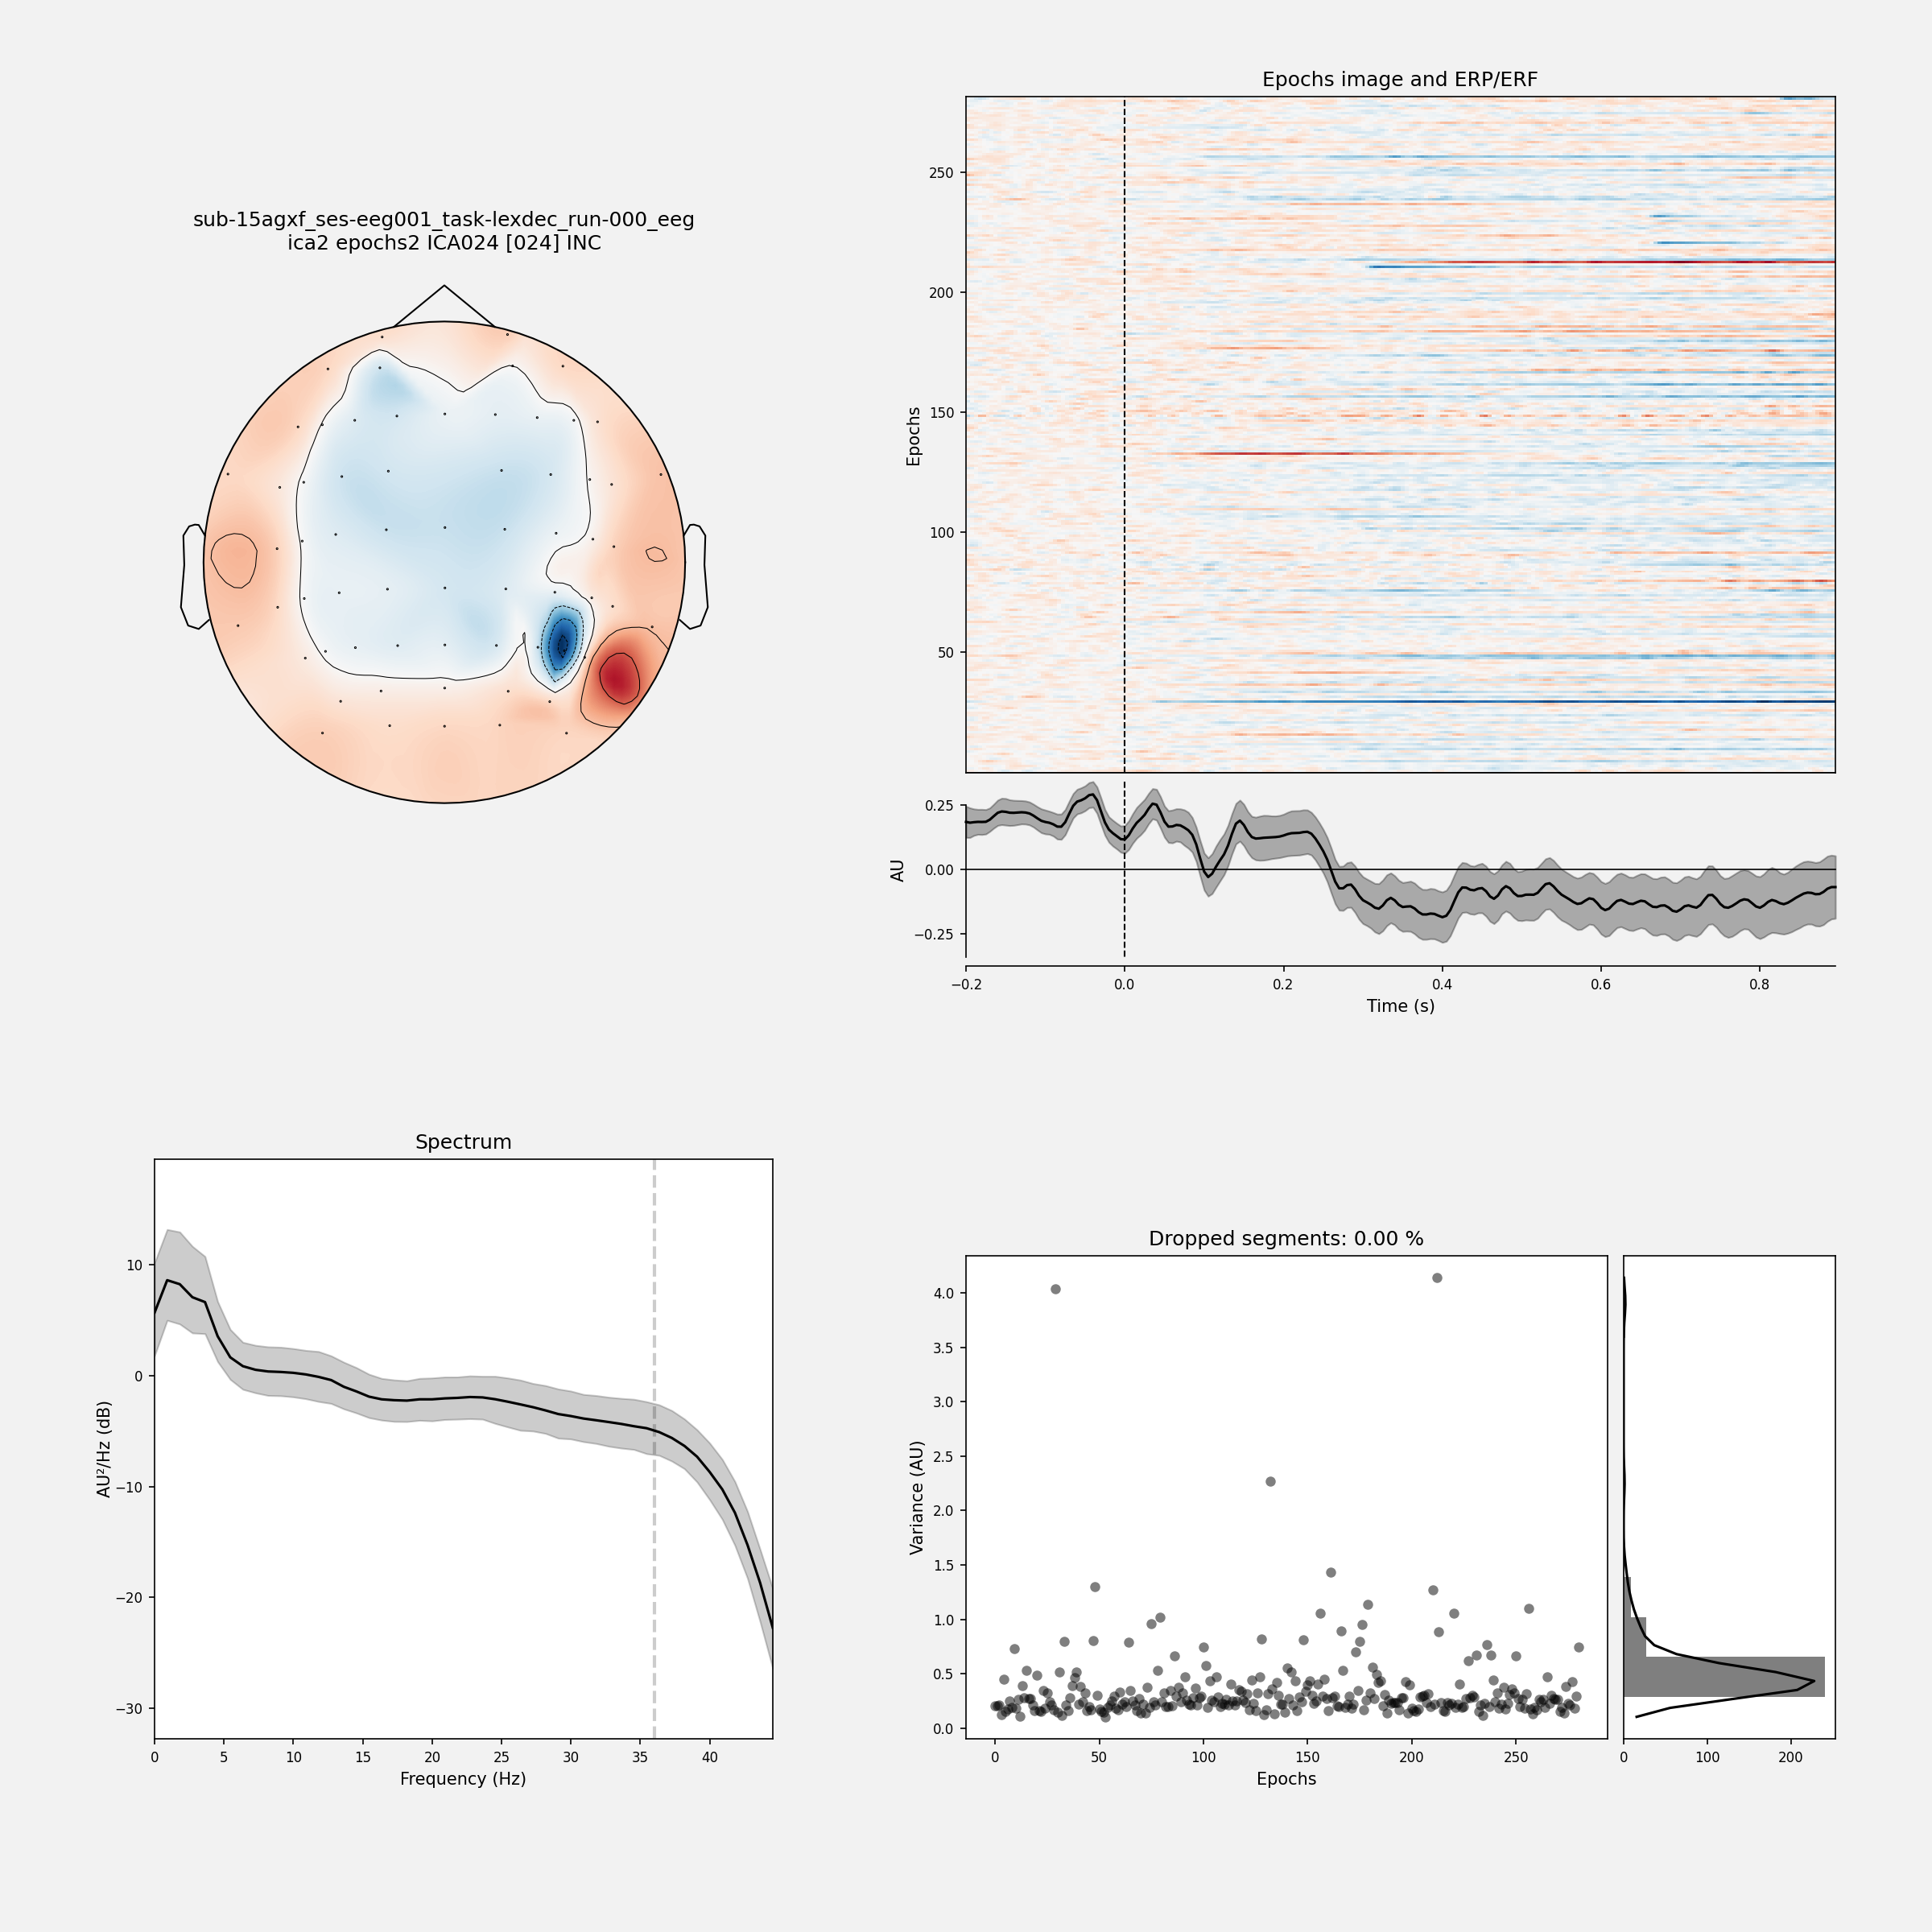 sub-15agxf_ses-eeg001_task-lexdec_run-000_eeg
ica2 epochs2 ICA024 [024] INC
Epochs image and ERP/ERF
Epochs
250
200
150
100
50
AU
0.25
0.00
−0.25
−0.2 0.0 0.2 0.4 0.6 0.8
Time (s)
Spectrum
AU²/Hz (dB)
10
0
−10
−20
−30
0 5 10 15 20 25 30 35 40
Frequency (Hz)
Dropped segments: 0.00 %
Variance (AU)
4.0
3.5
3.0
2.5
2.0
1.5
1.0
0.5
0.0
0 50 100 150 200 250
Epochs
0 100 200